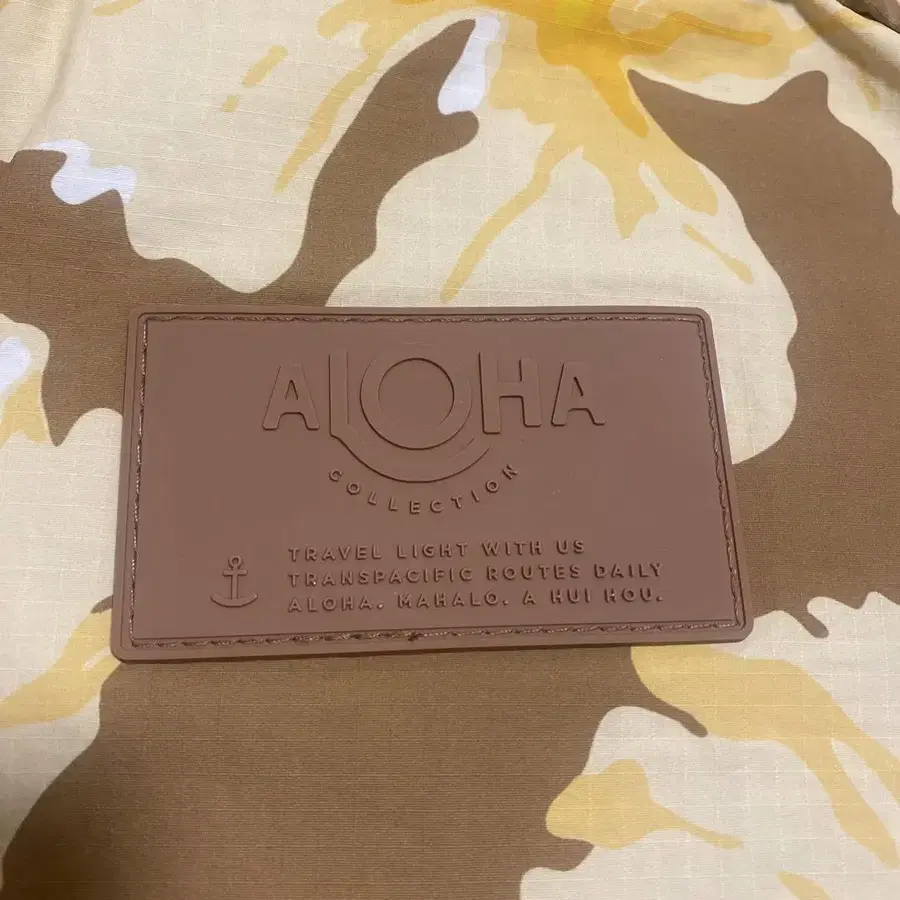 ALOHA
COLLECTION
TRAVEL LIGHT WITH US
TRANSPACIFIC ROUTES DAILY
ALOHA. MAHALO. A HUI HOU.